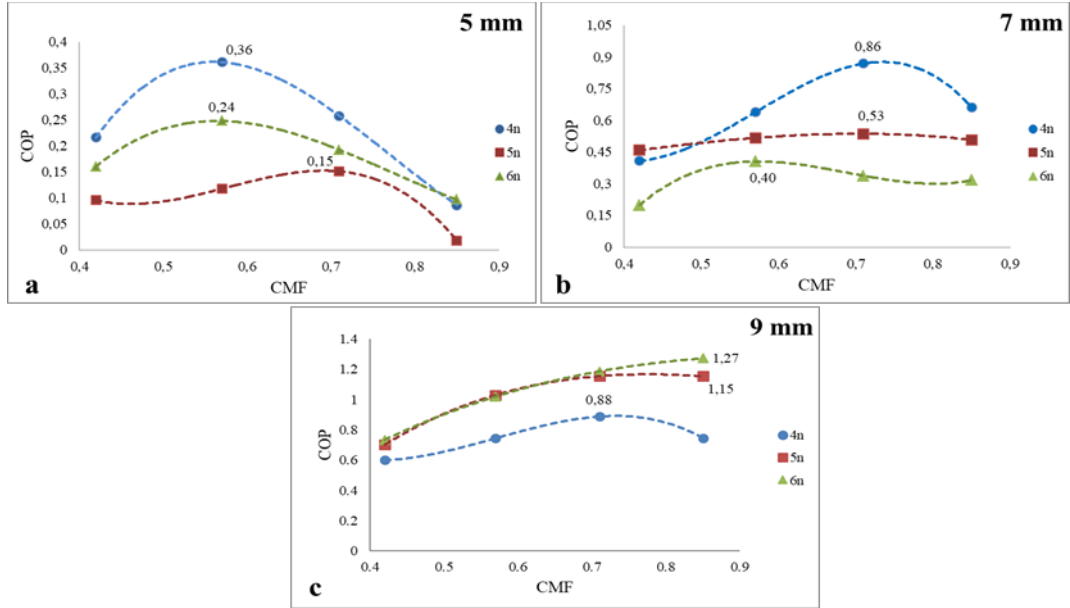 5 mm
0,4
0,35
0,3
0,25
0,2
0,15
0,1
0,05
0
COP
0,36
0,24
0,15
4n
5n
6n
0,4 0,5 0,6 0,7 0,8 0,9
CMF
a
7 mm
1,05
0,9
0,75
0,6
0,45
0,3
0,15
0
COP
0,86
0,53
0,40
4n
5n
6n
0,4 0,5 0,6 0,7 0,8 0,9
CMF
b
9 mm
1.4
1.2
1
0.8
0.6
0.4
0.2
0
COP
1,27
1,15
0,88
4n
5n
6n
0.4 0.5 0.6 0.7 0.8 0.9
CMF
c